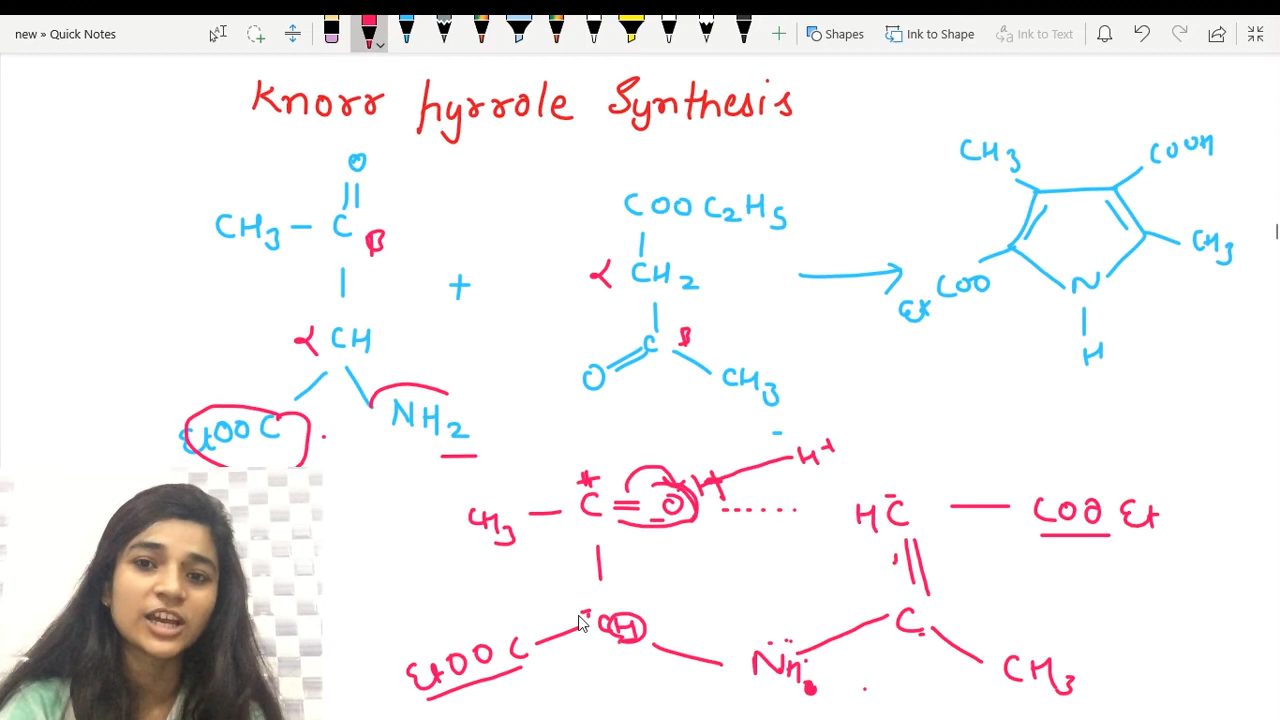 new » Quick Notes
Shapes
Ink to Shape
Ink to Text
Knorr Pyrrole Synthesis
O
CH3 – C β
α CH
EtOOC NH2
+
COOC2H5
α CH2
C β
O CH3
CH3 COOH
CH3
EtCOO N
H
H+
CH3 – C = O H HC – COOEt
EtOOC CH NH C CH3